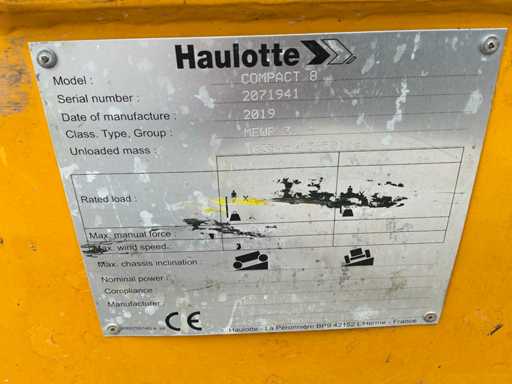 Haulotte
Model : COMPACT 8
Serial number : 2071941
Date of manufacture : 2019
Class. Type, Group : MEWP 3
Unloaded mass :
Rated load : x
Max. manual force :
Max. wind speed.
Max. chassis inclination :
Nominal power :
Compliance
Manufacturer :
CE
Haulotte - La Péronnière BP9 42152 L'Horme - France